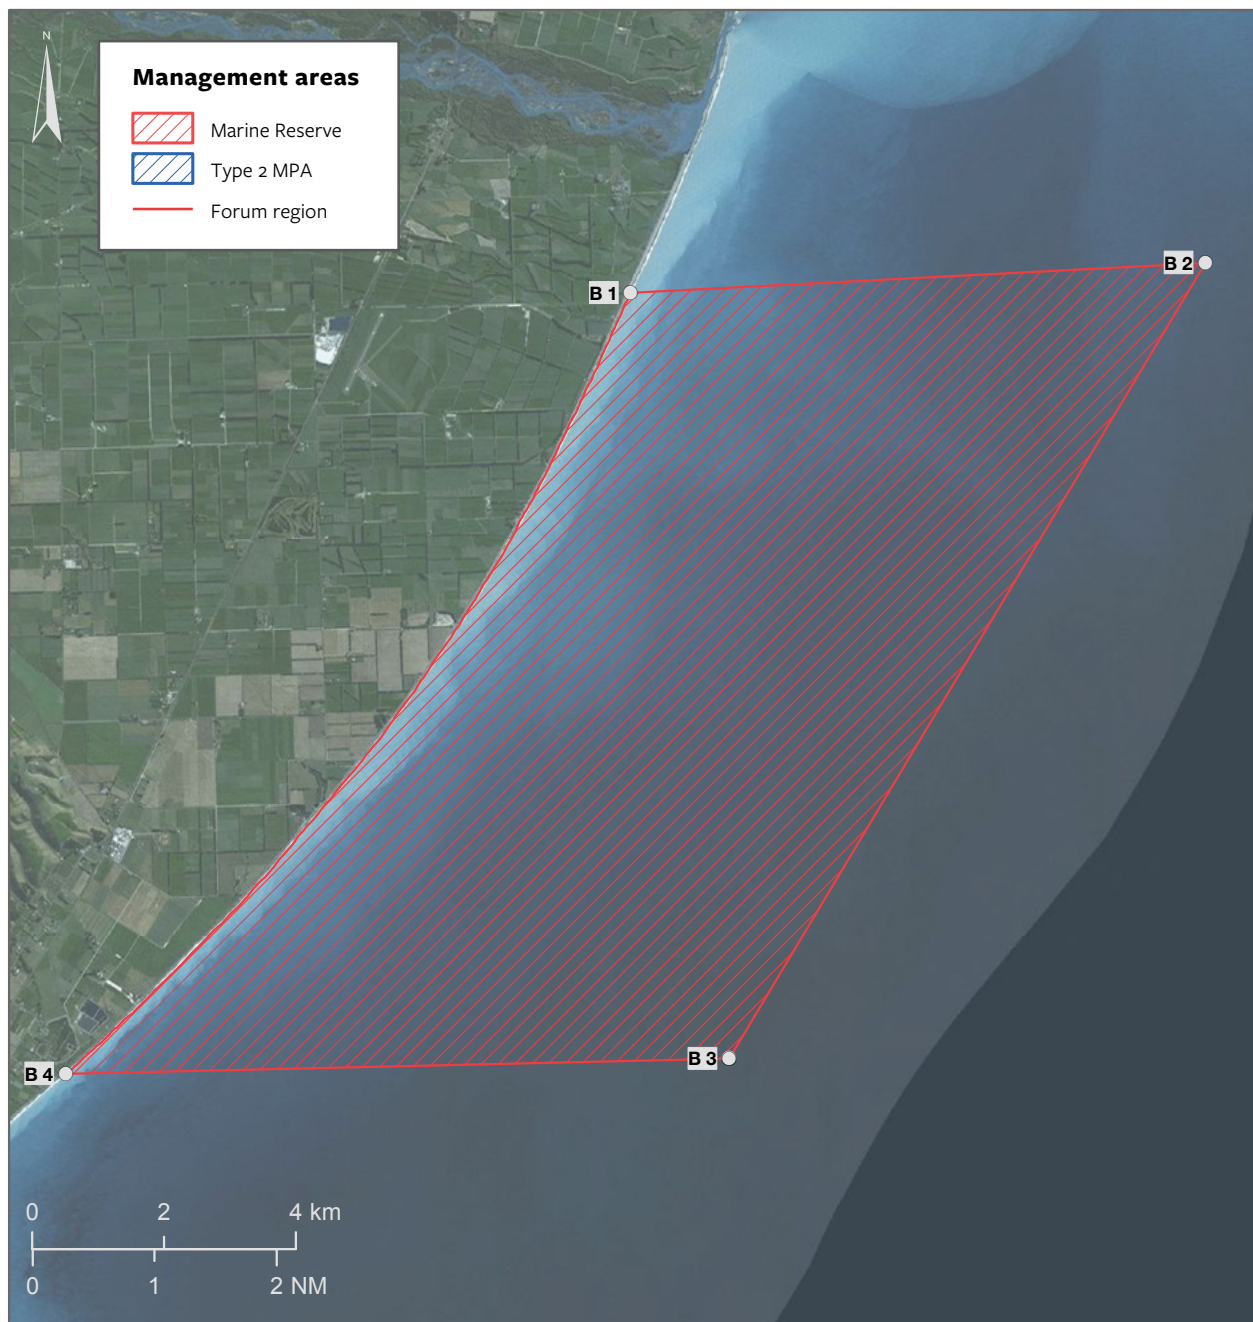 N
Management areas
Marine Reserve
Type 2 MPA
Forum region
B 2
B 1
B 3
B 4
0 2 4 km
0 1 2 NM